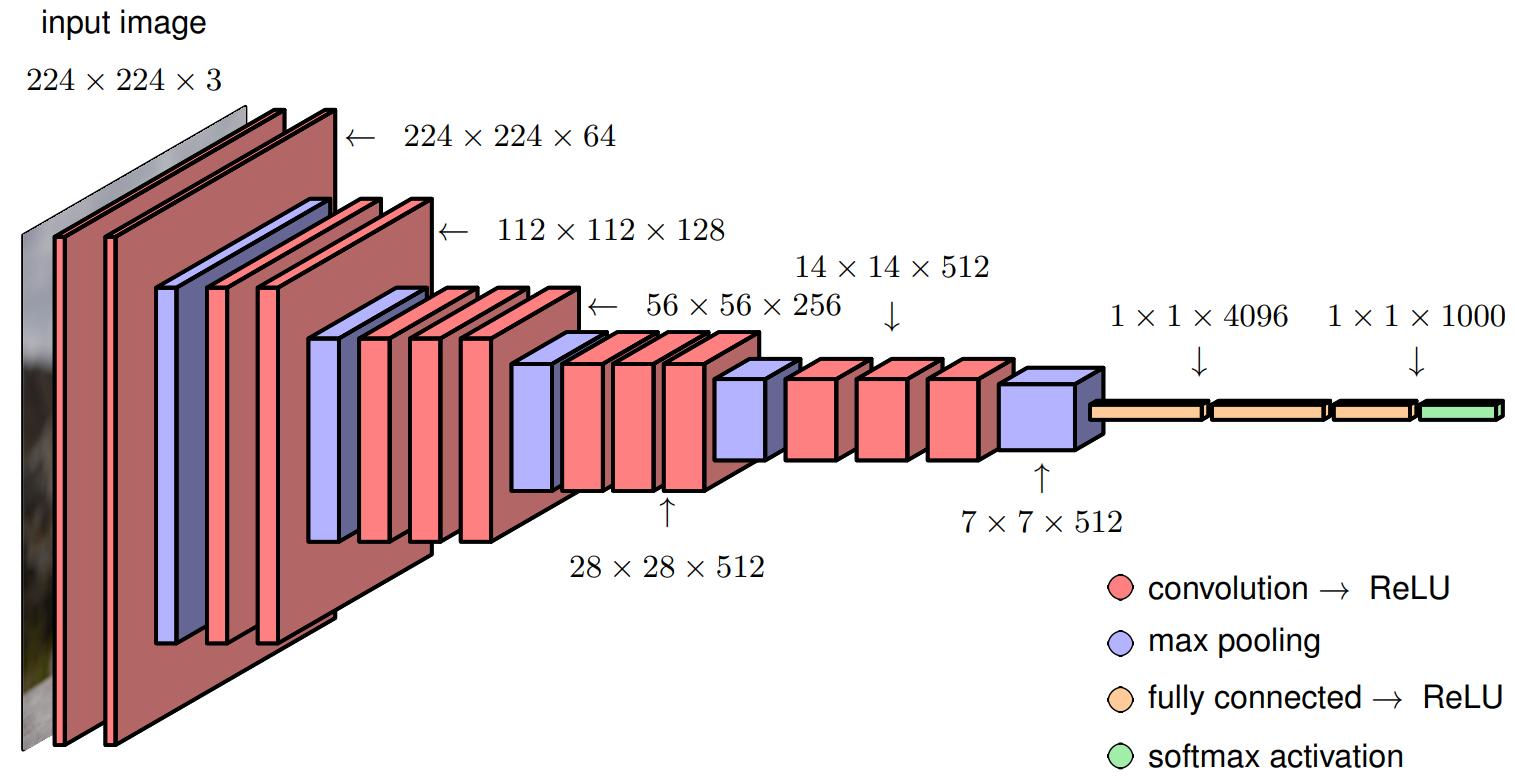 input image
224 × 224 × 3
← 224 × 224 × 64
← 112 × 112 × 128
← 56 × 56 × 256
28 × 28 × 512
↑
14 × 14 × 512
↓
7 × 7 × 512
↑
1 × 1 × 4096
↓
1 × 1 × 1000
↓
convolution → ReLU
max pooling
fully connected → ReLU
softmax activation